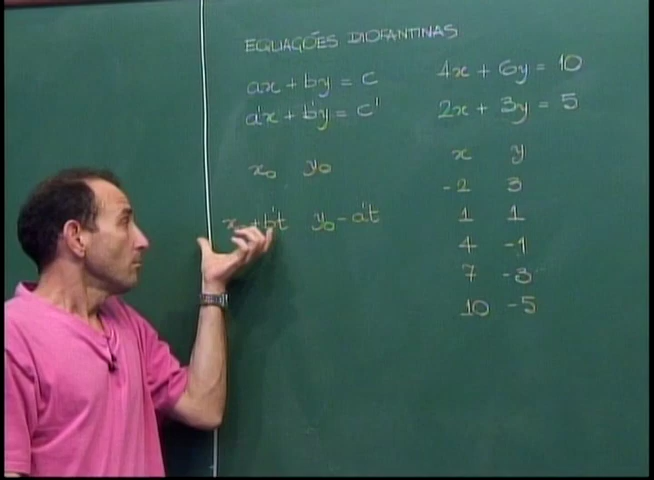 EQUAÇÕES DIOFANTINAS
ax + by = c
a'x + b'y = c'
x₀ y₀
x₀ + b't y₀ - a't
4x + 6y = 10
2x + 3y = 5
x y
-2 3
1 1
4 -1
7 -3
10 -5